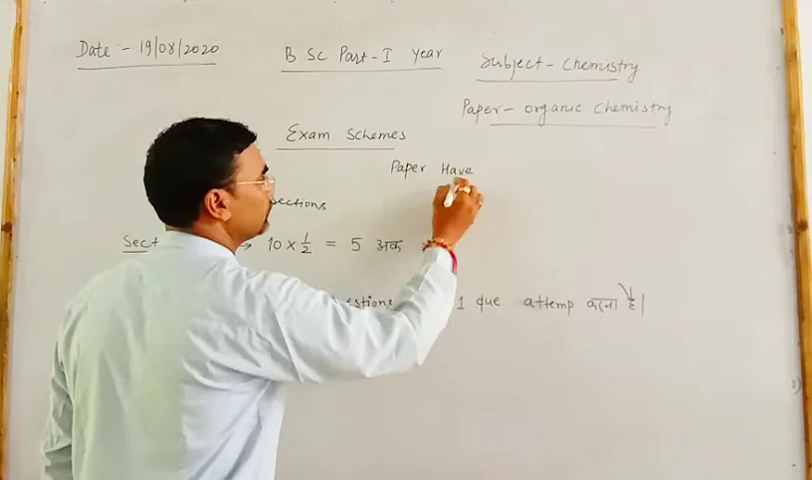 Date :- 19/08/2020 B Sc Part-I Year Subject - Chemistry
Paper- organic chemistry
Exam Schemes
Paper Have
ections
Sect → 10 × 1/2 = 5 अंक
estions 1 que attemp करना है।